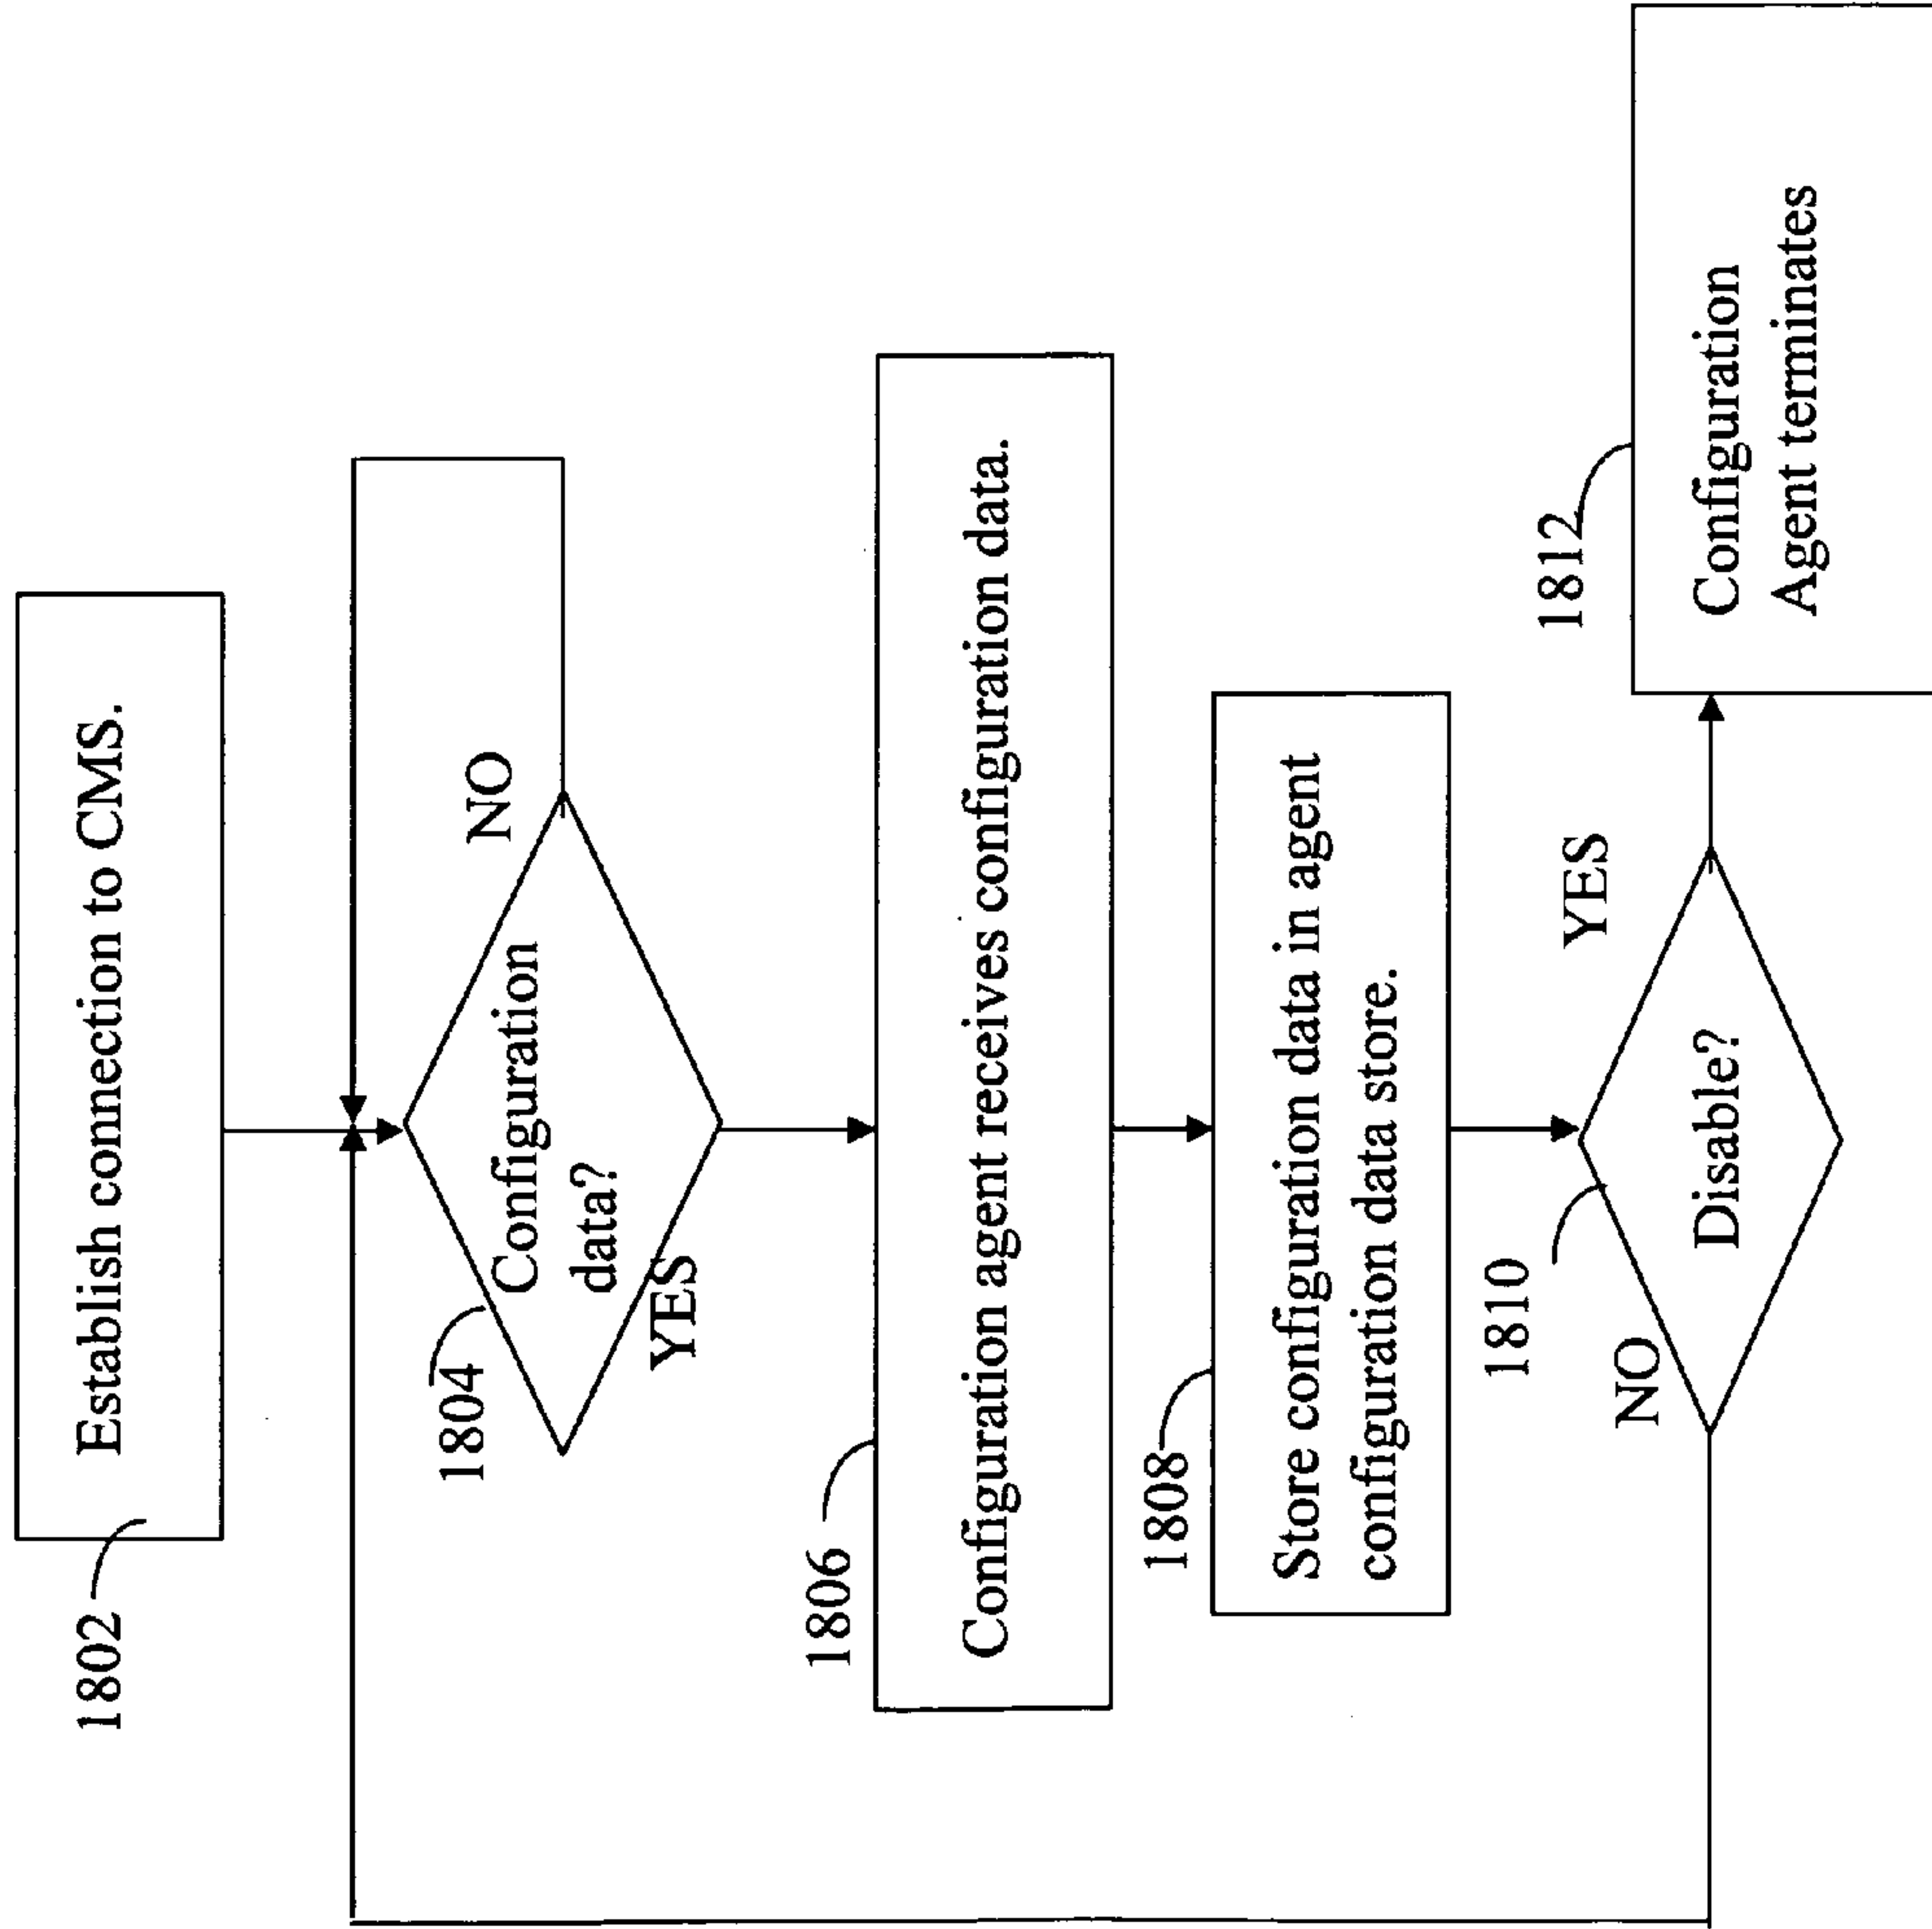 1802
Establish connection to CMS.
1804
Configuration
data?
NO
YES
1806
Configuration agent receives configuration data.
1808
Store configuration data in agent
configuration data store.
1810
Disable?
NO
YES
1812
Configuration
Agent terminates